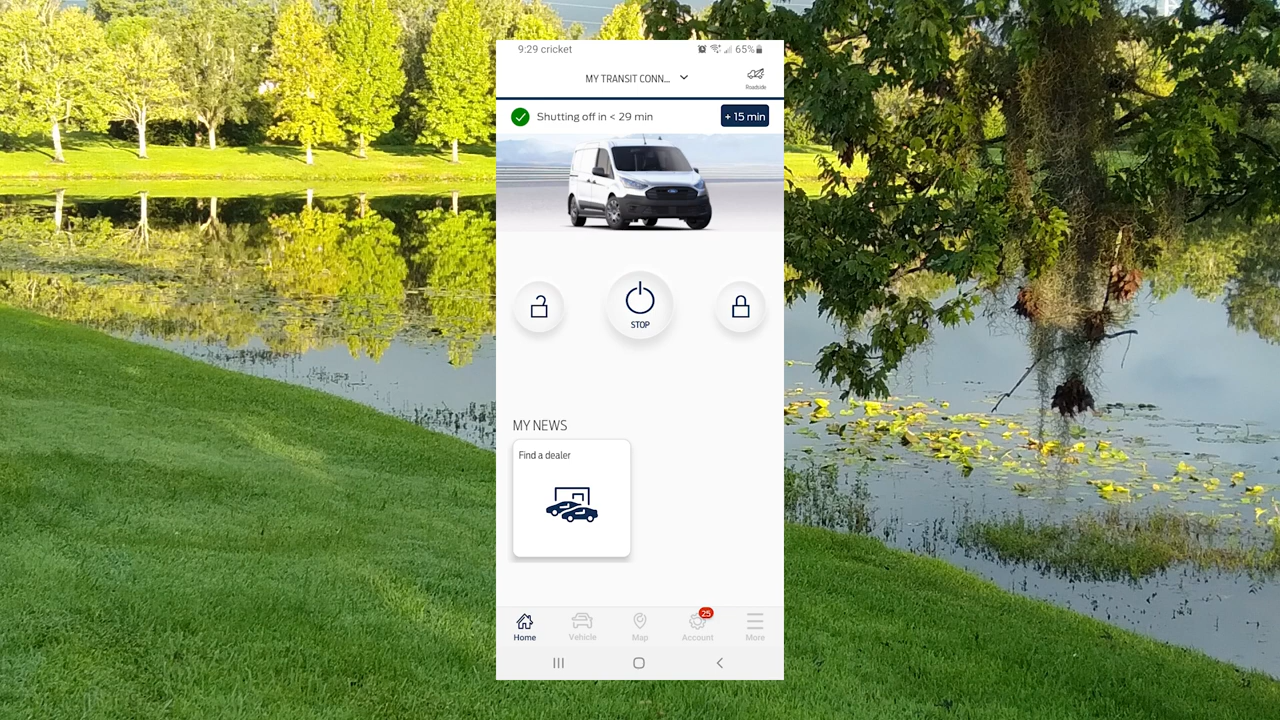 9:29 cricket 65%
MY TRANSIT CONN...
Roadside
Shutting off in < 29 min
+ 15 min
STOP
MY NEWS
Find a dealer
25
Home Vehicle Map Account More